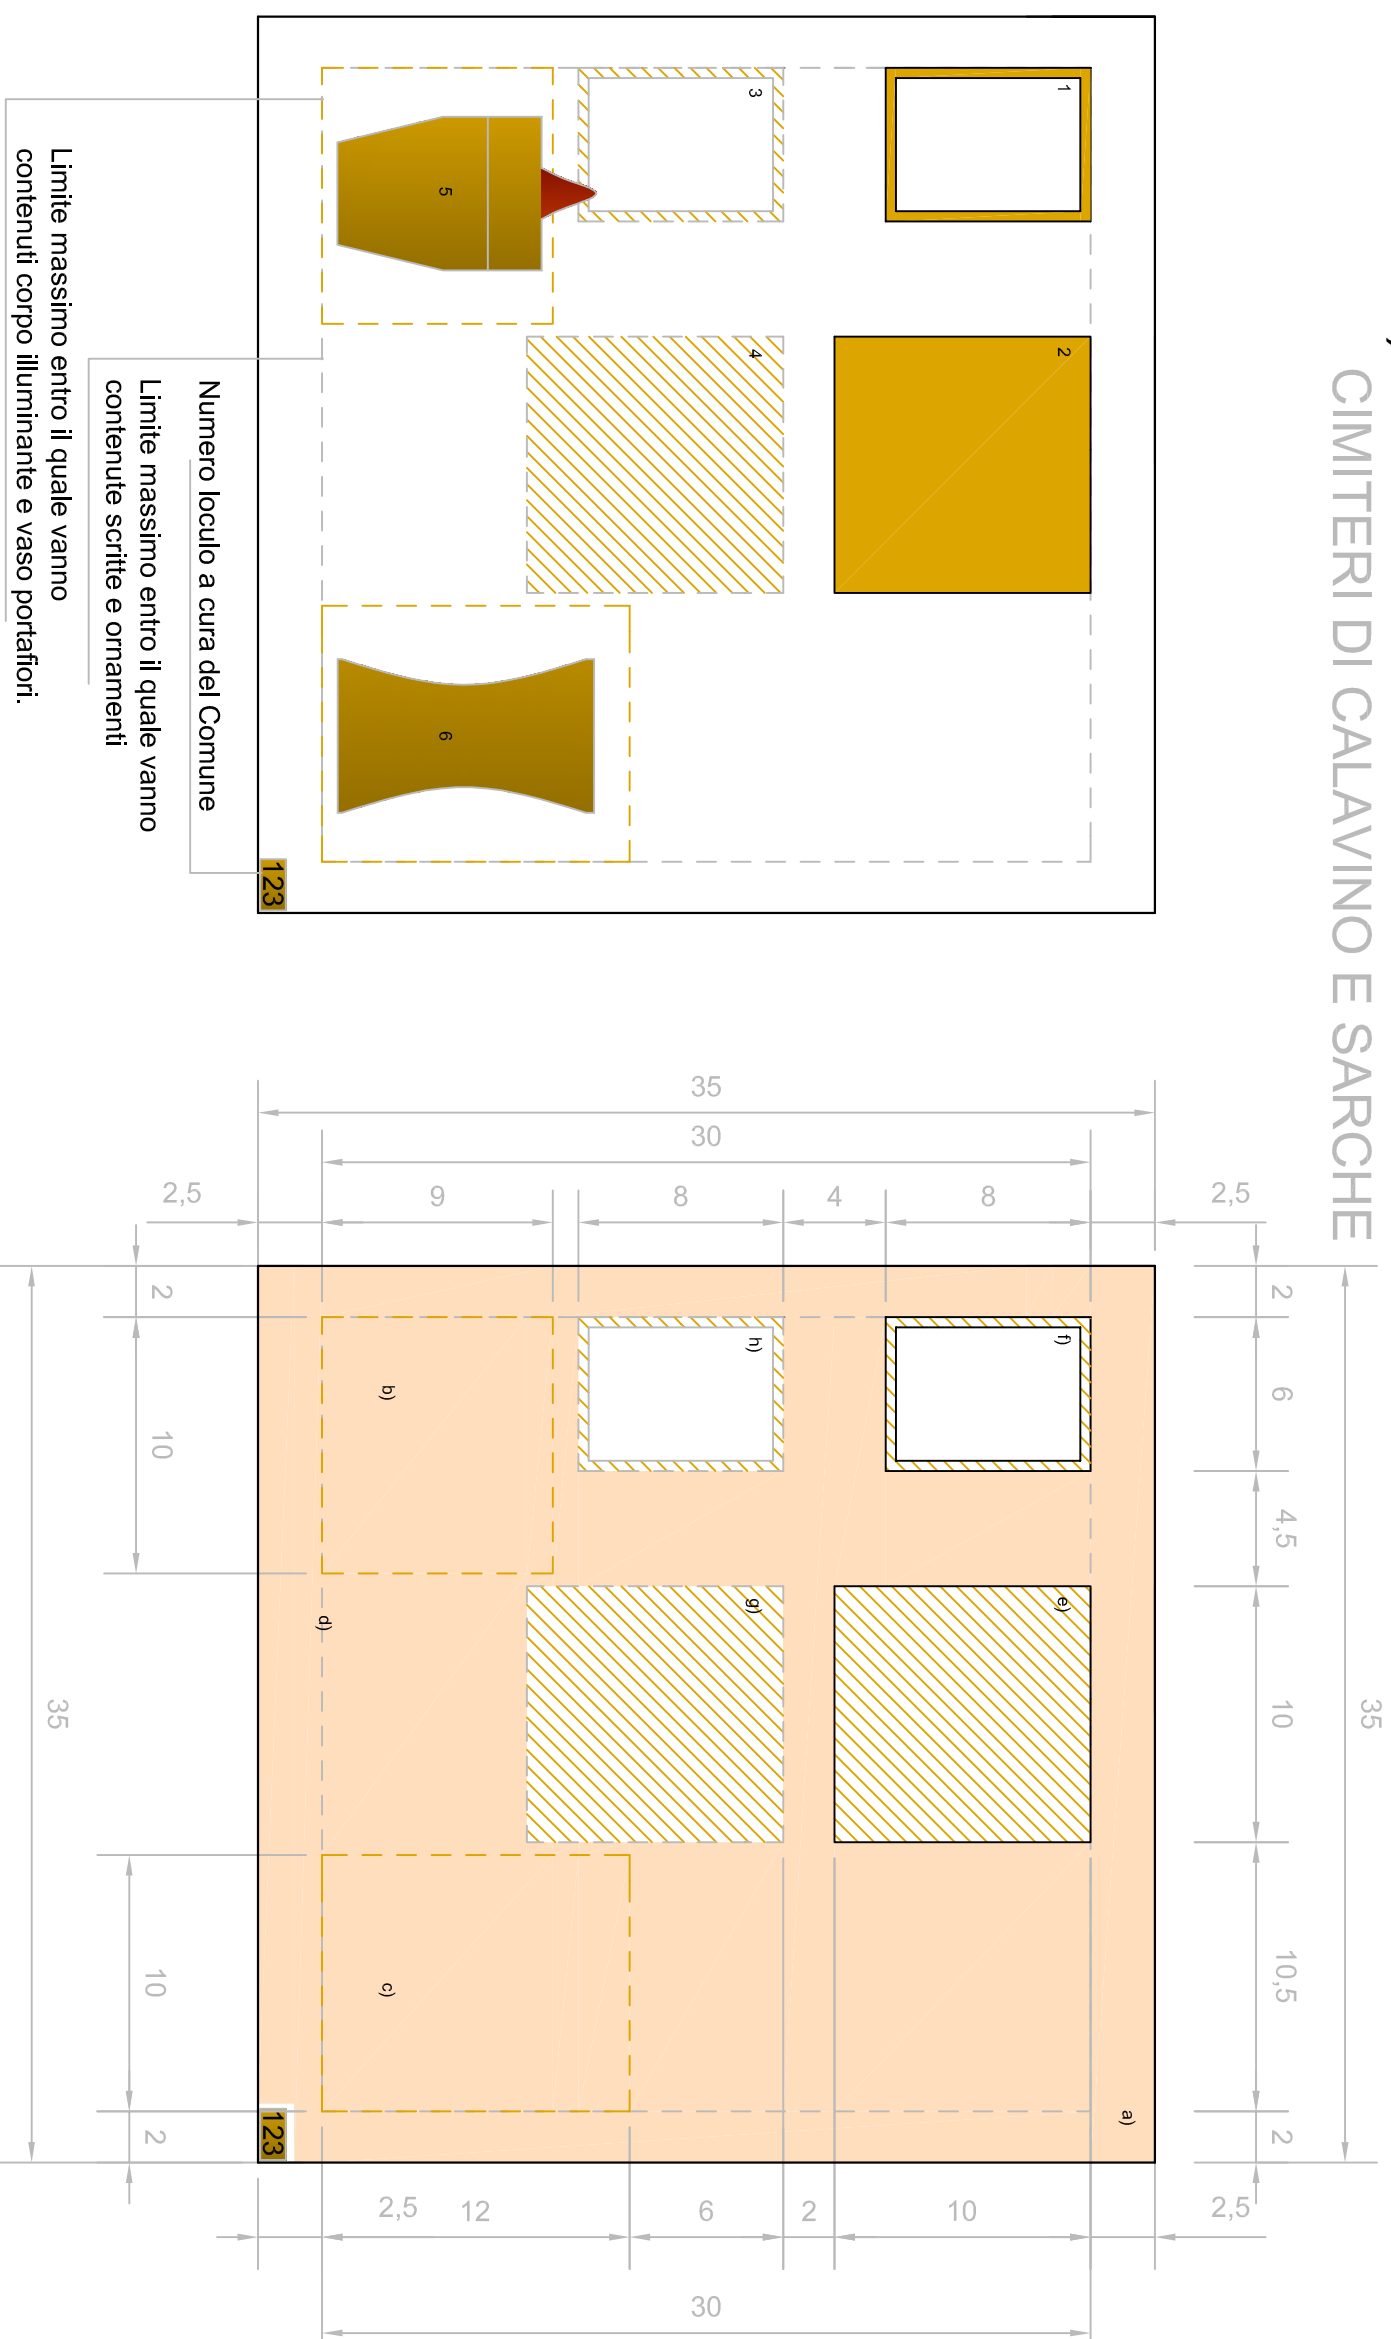 CIMITERI DI CALAVINO E SARCHE
1
2
3
4
5
6
123
Numero loculo a cura del Comune
Limite massimo entro il quale vanno
contenute scritte e ornamenti
Limite massimo entro il quale vanno
contenuti corpo illuminante e vaso portafiori.
35
2
6
4,5
10
10,5
2
35
30
2,5
8
4
8
9
2,5
a)
f)
e)
h)
g)
b)
d)
c)
123
2,5
10
2
6
12
2,5
30
2
10
10
2
35